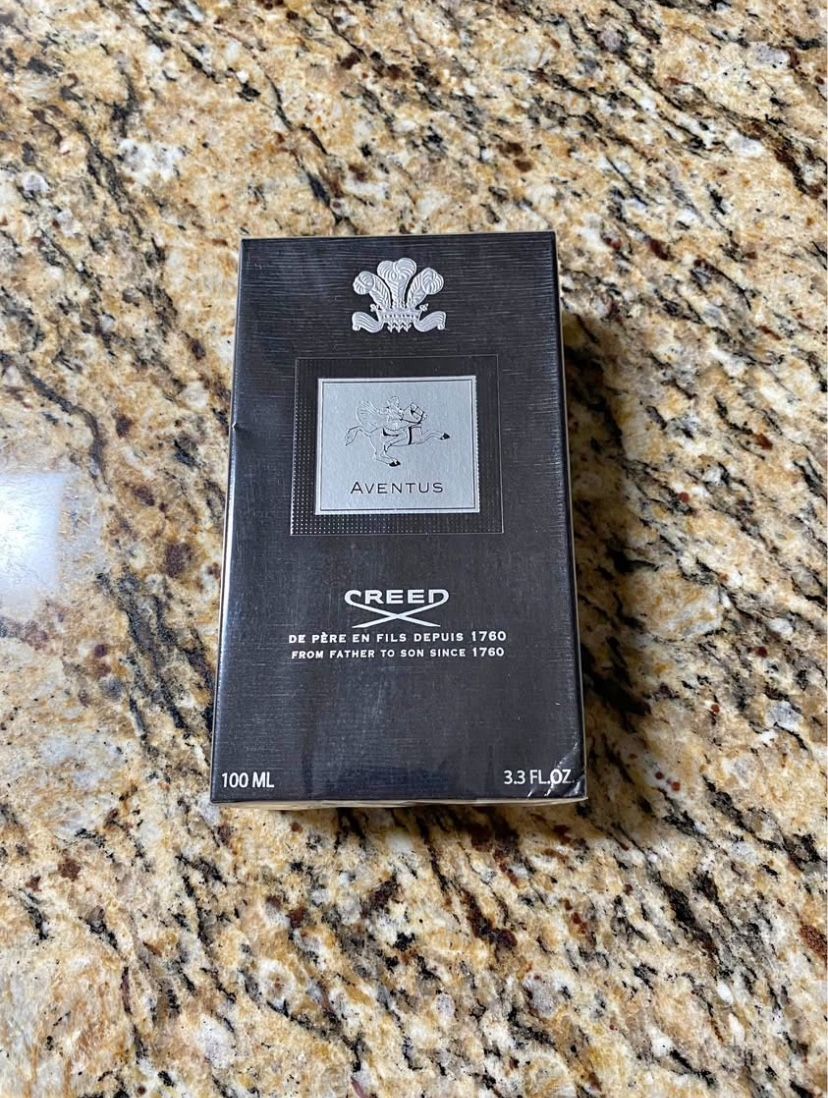 AVENTUS
CREED
DE PÈRE EN FILS DEPUIS 1760
FROM FATHER TO SON SINCE 1760
100 ML
3.3 FL.OZ.